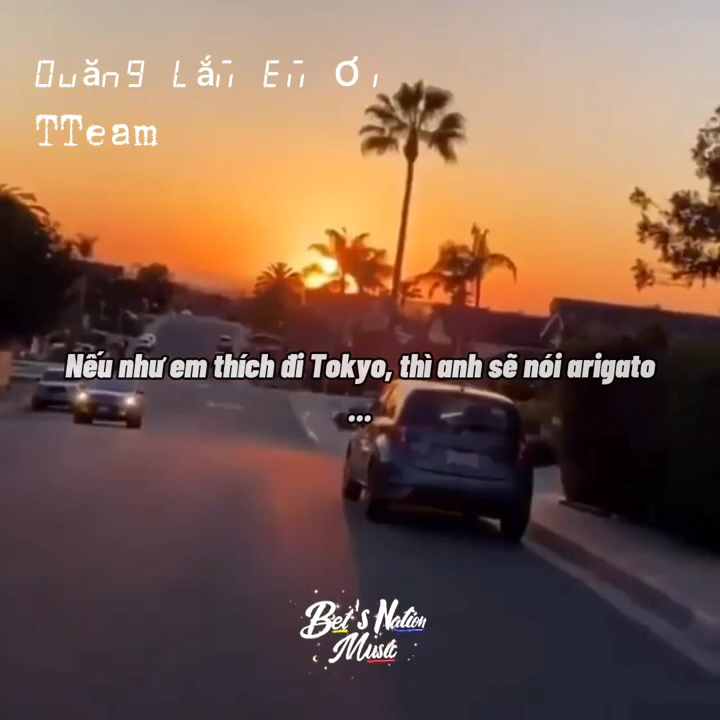 Quăng Lắm Em Ơi
TTeam
Nếu như em thích đi Tokyo, thì anh sẽ nói arigato
...
Bet's Nation
Music